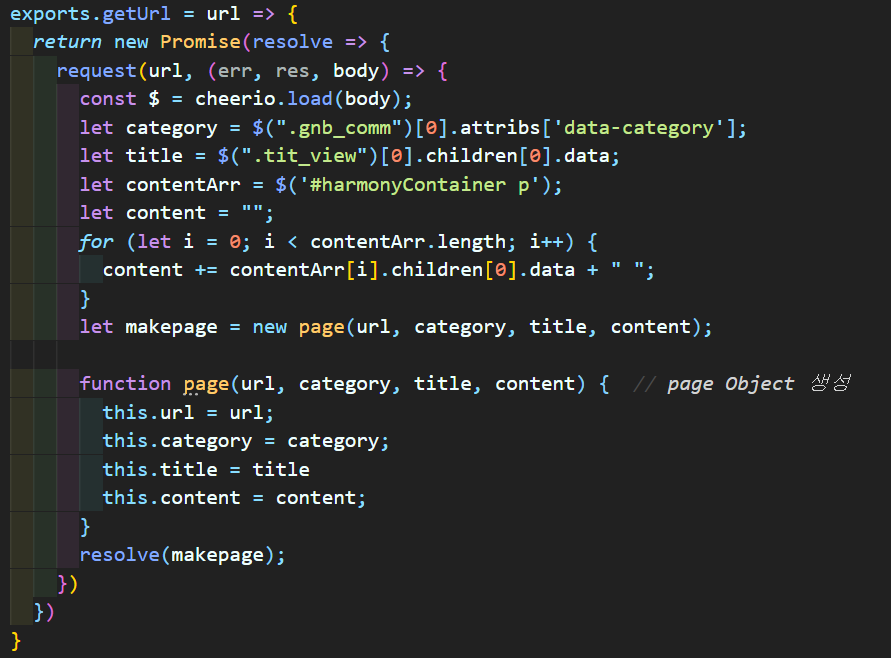 exports.getUrl = url => {
  return new Promise(resolve => {
    request(url, (err, res, body) => {
      const $ = cheerio.load(body);
      let category = $(".gnb_comm")[0].attribs['data-category'];
      let title = $(".tit_view")[0].children[0].data;
      let contentArr = $('#harmonyContainer p');
      let content = "";
      for (let i = 0; i < contentArr.length; i++) {
        content += contentArr[i].children[0].data + " ";
      }
      let makepage = new page(url, category, title, content);

      function page(url, category, title, content) {  // page Object 생성
        this.url = url;
        this.category = category;
        this.title = title
        this.content = content;
      }
      resolve(makepage);
    })
  })
}